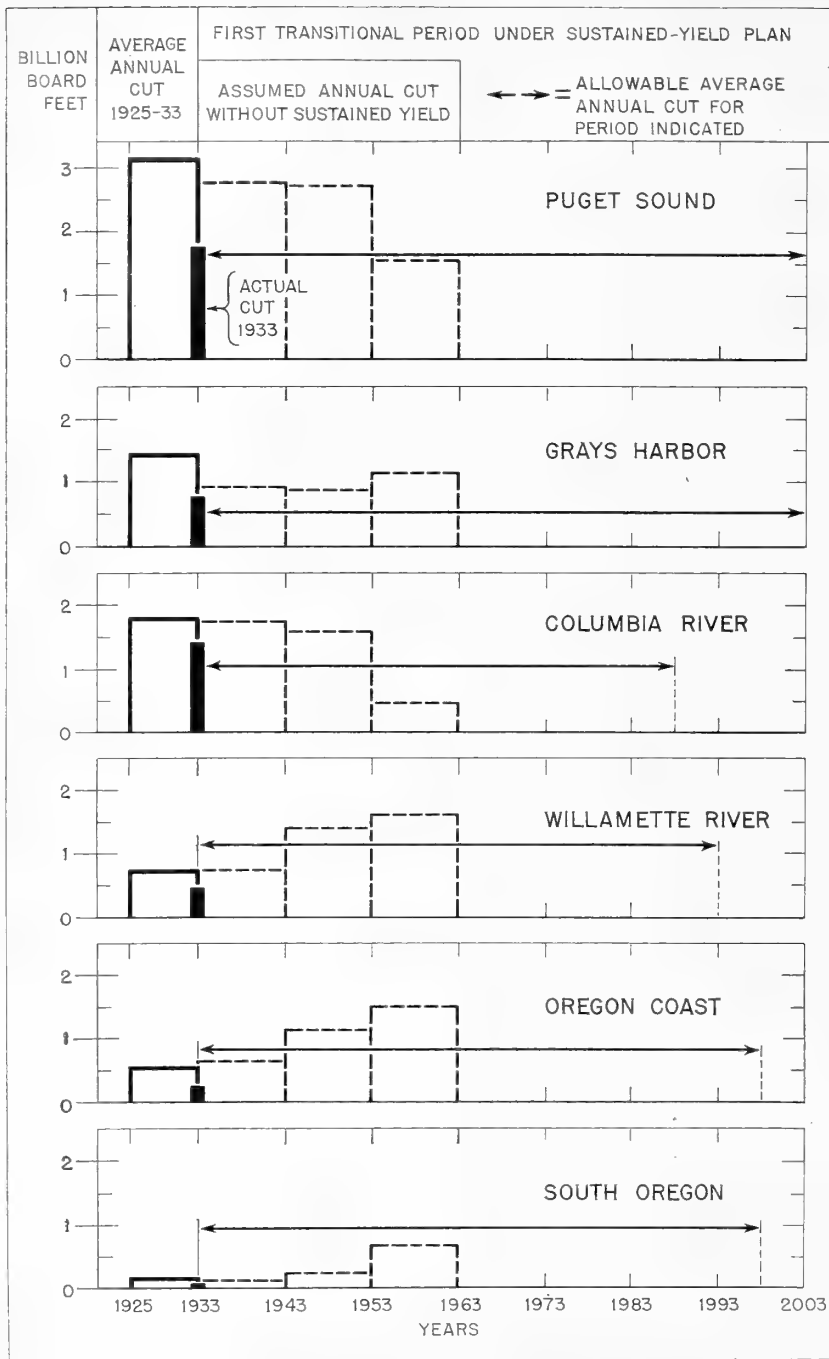 BILLION
BOARD
FEET
AVERAGE
ANNUAL
CUT
1925-33
FIRST TRANSITIONAL PERIOD UNDER SUSTAINED-YIELD PLAN
ASSUMED ANNUAL CUT
WITHOUT SUSTAINED YIELD
= ALLOWABLE AVERAGE
ANNUAL CUT FOR
PERIOD INDICATED
PUGET SOUND
3
2
1
0
ACTUAL
CUT
1933
GRAYS HARBOR
2
1
0
COLUMBIA RIVER
2
1
0
WILLAMETTE RIVER
2
1
0
OREGON COAST
2
1
0
SOUTH OREGON
2
1
0
1925 1933 1943 1953 1963 1973 1983 1993 2003
YEARS